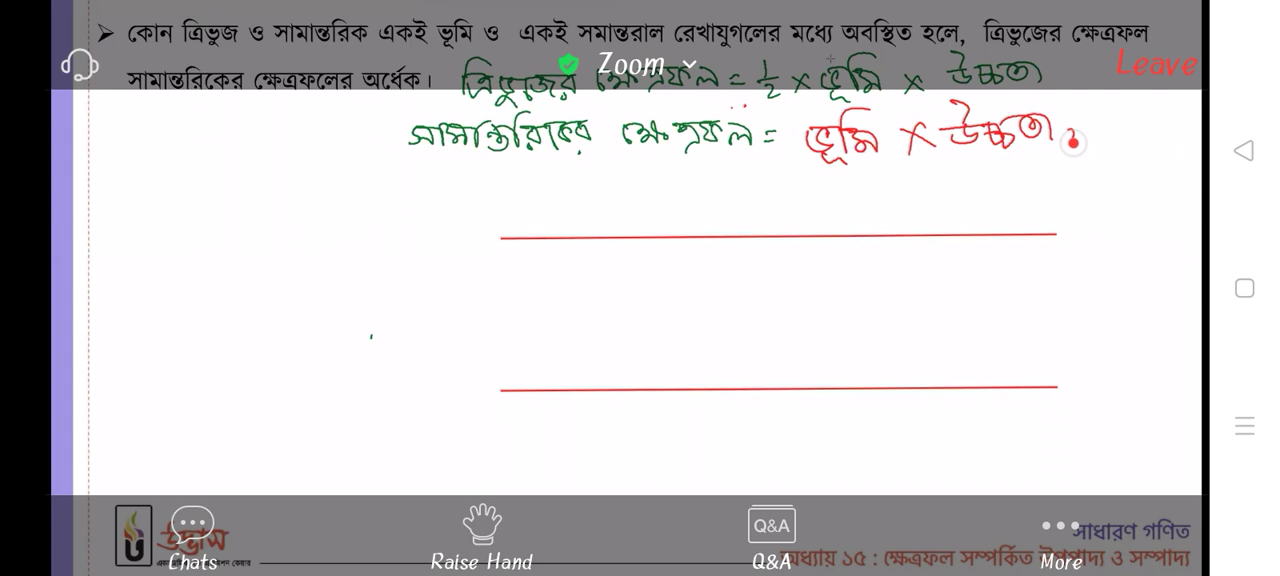 ➤ কোন ত্রিভুজ ও সামান্তরিক একই ভূমি ও একই সমান্তরাল রেখাযুগলের মধ্যে অবস্থিত হলে, ত্রিভুজের ক্ষেত্রফল
Zoom
Leave
সামান্তরিকের ক্ষেত্রফলের অর্ধেক। ত্রিভুজের ক্ষেত্রফল = ½ × ভূমি × উচ্চতা
সামান্তরিকের ক্ষেত্রফল = ভূমি × উচ্চতা
উদ্ভাস
সাধারণ গণিত
অধ্যায় ১৫ : ক্ষেত্রফল সম্পর্কিত উপপাদ্য ও সম্পাদ্য
Chats
Raise Hand
Q&A
Q&A
More